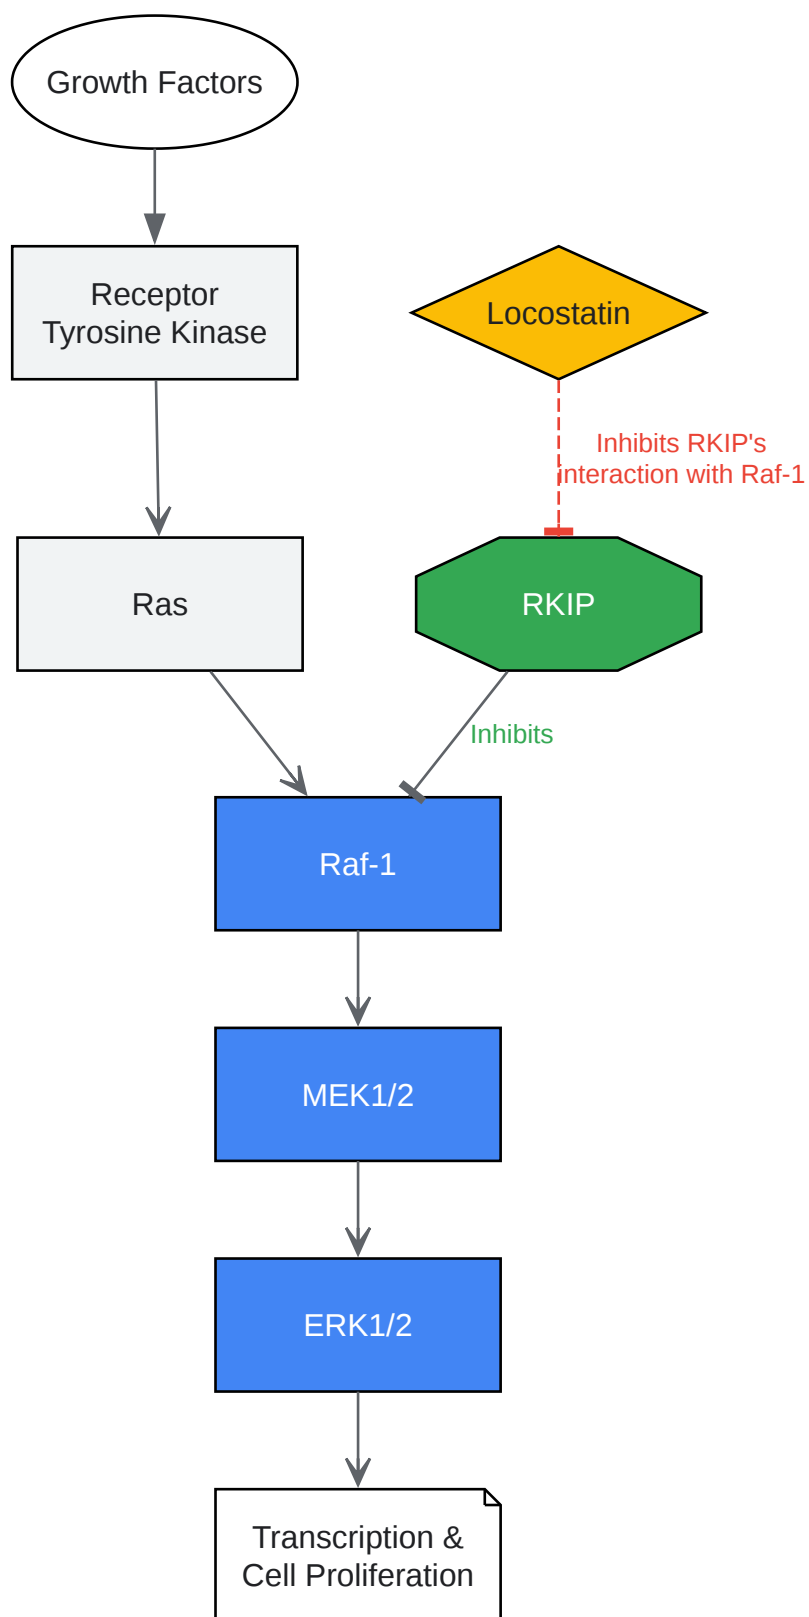 Growth Factors
Receptor
Tyrosine Kinase
Locostatin
Inhibits RKIP's
interaction with Raf-1
Ras
RKIP
Inhibits
Raf-1
MEK1/2
ERK1/2
Transcription &
Cell Proliferation